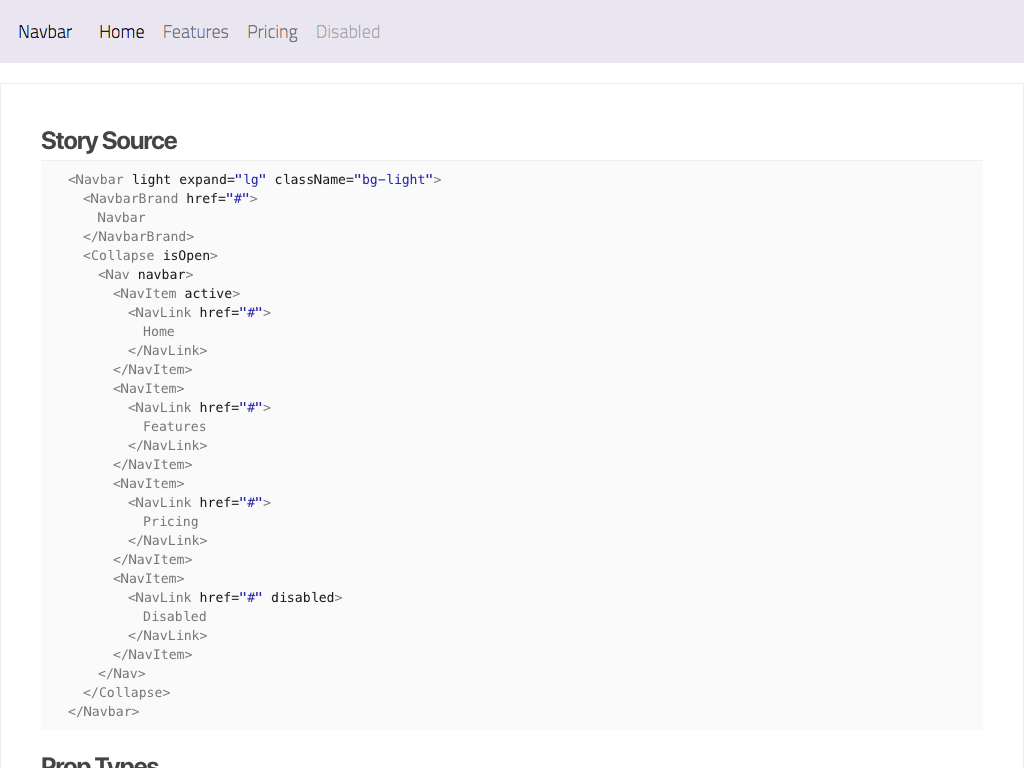 Navbar Home Features Pricing Disabled
Story Source
<Navbar light expand="lg" className="bg-light">
<NavbarBrand href="#">
Navbar
</NavbarBrand>
<Collapse isOpen>
<Nav navbar>
<NavItem active>
<NavLink href="#">
Home
</NavLink>
</NavItem>
<NavItem>
<NavLink href="#">
Features
</NavLink>
</NavItem>
<NavItem>
<NavLink href="#">
Pricing
</NavLink>
</NavItem>
<NavItem>
<NavLink href="#" disabled>
Disabled
</NavLink>
</NavItem>
</Nav>
</Collapse>
</Navbar>
Prop Types